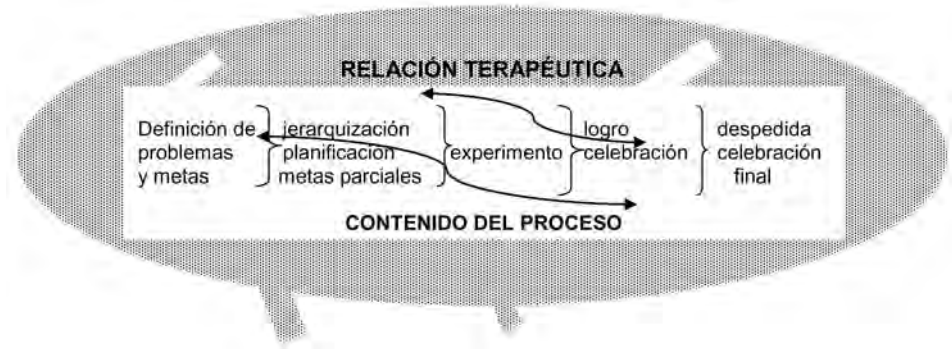 RELACIÓN TERAPÉUTICA
Definición de
problemas
y metas
jerarquización
planificación
metas parciales
experimento
logro
celebración
despedida
celebración
final
CONTENIDO DEL PROCESO